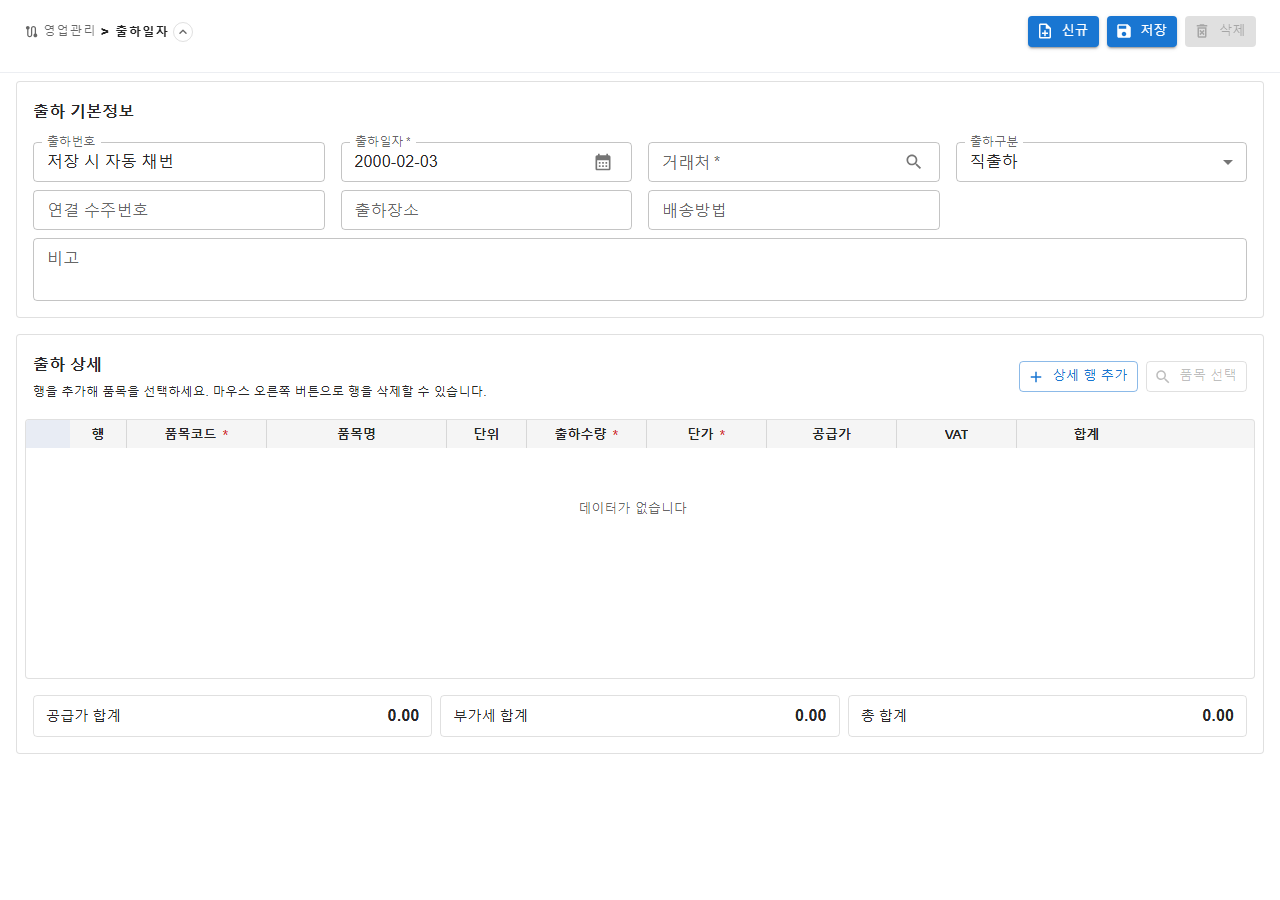 영업관리 > 출하일자
신규 저장 삭제
출하 기본정보
출하번호 출하일자 * 출하구분
저장 시 자동 채번 2000-02-03 거래처 * 직출하
연결 수주번호 출하장소 배송방법
비고
출하 상세
행을 추가해 품목을 선택하세요. 마우스 오른쪽 버튼으로 행을 삭제할 수 있습니다.
상세 행 추가 품목 선택
행 품목코드 * 품목명 단위 출하수량 * 단가 * 공급가 VAT 합계
데이터가 없습니다
공급가 합계 0.00 부가세 합계 0.00 총 합계 0.00